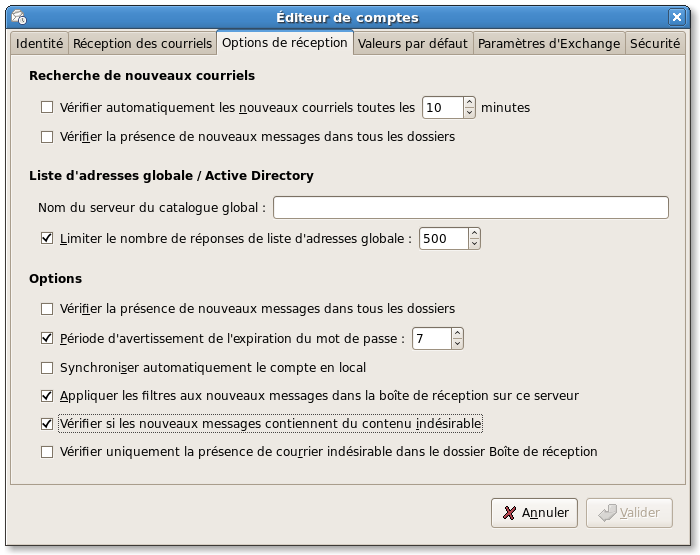 Éditeur de comptes
Identité Réception des courriels Options de réception Valeurs par défaut Paramètres d'Exchange Sécurité
Recherche de nouveaux courriels
Vérifier automatiquement les nouveaux courriels toutes les 10 minutes
Vérifier la présence de nouveaux messages dans tous les dossiers
Liste d'adresses globale / Active Directory
Nom du serveur du catalogue global :
Limiter le nombre de réponses de liste d'adresses globale : 500
Options
Vérifier la présence de nouveaux messages dans tous les dossiers
Période d'avertissement de l'expiration du mot de passe : 7
Synchroniser automatiquement le compte en local
Appliquer les filtres aux nouveaux messages dans la boîte de réception sur ce serveur
Vérifier si les nouveaux messages contiennent du contenu indésirable
Vérifier uniquement la présence de courrier indésirable dans le dossier Boîte de réception
Annuler Valider